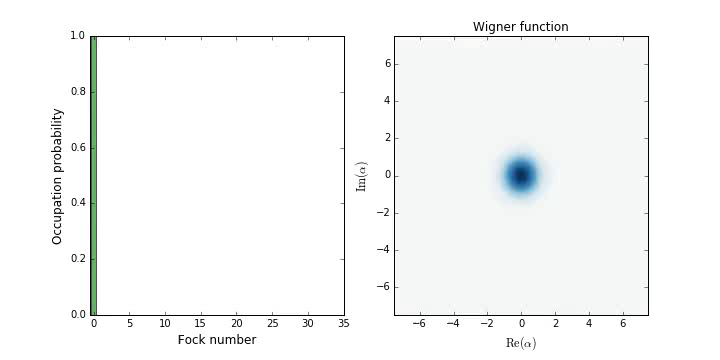 Wigner function
Occupation probability
1.0
0.8
0.6
0.4
0.2
0.0
0 5 10 15 20 25 30 35
Fock number
Im(α)
6
4
2
0
−2
−4
−6
−6 −4 −2 0 2 4 6
Re(α)